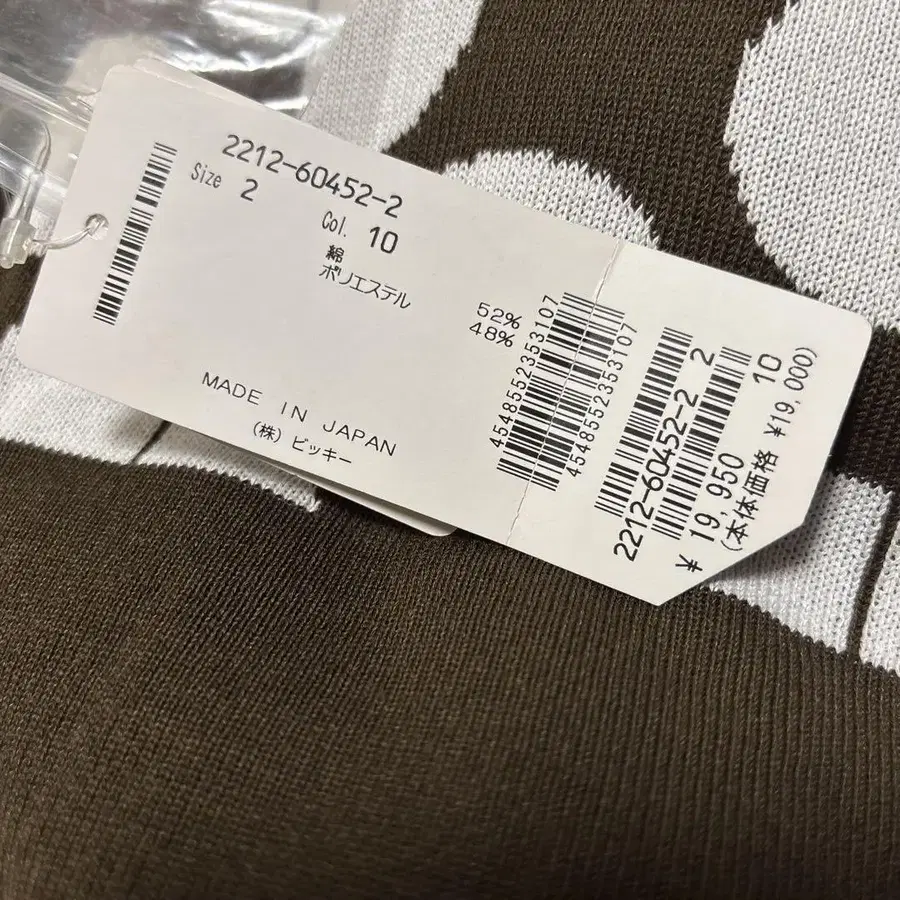 2212-60452-2
Size 2
Col. 10
綿 52%
ポリエステル 48%
MADE IN JAPAN
(株) ビッキー
4548552353107
4548552353107
2212-60452-2 2
10
¥ 19,950
(本体価格 ¥19,000)